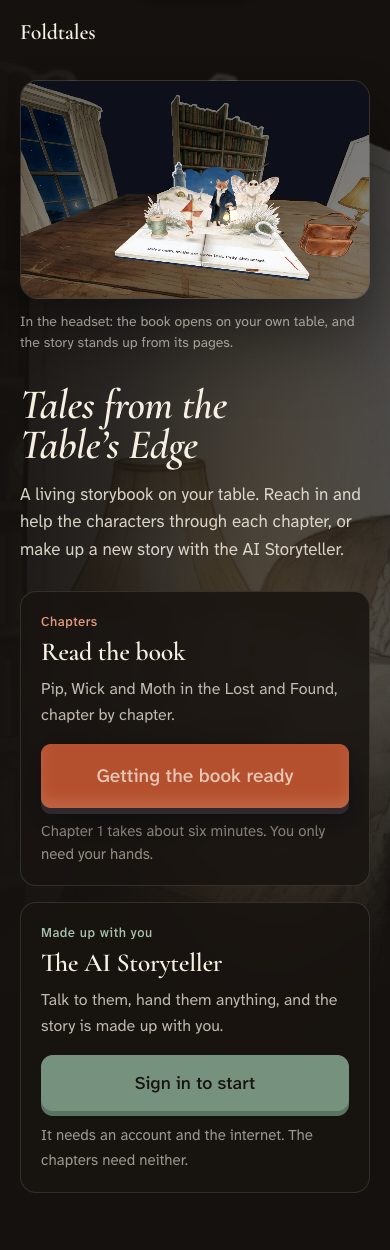 Foldtales
In the headset: the book opens on your own table, and
the story stands up from its pages.
Tales from the
Table’s Edge
A living storybook on your table. Reach in and
help the characters through each chapter, or
make up a new story with the AI Storyteller.
Chapters
Read the book
Pip, Wick and Moth in the Lost and Found,
chapter by chapter.
Getting the book ready
Chapter 1 takes about six minutes. You only
need your hands.
Made up with you
The AI Storyteller
Talk to them, hand them anything, and the
story is made up with you.
Sign in to start
It needs an account and the internet. The
chapters need neither.